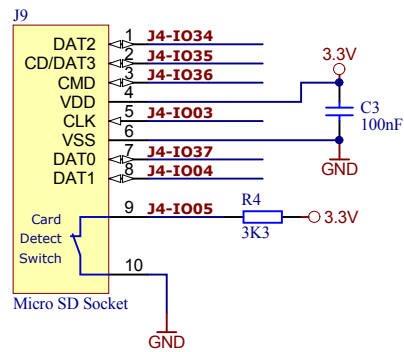 J9
DAT2 1 J4-IO34
CD/DAT3 2 J4-IO35
CMD 3 J4-IO36
3.3V
VDD 4
CLK 5 J4-IO03
C3
100nF
VSS 6
DAT0 7 J4-IO37
GND
DAT1 8 J4-IO04
Card
Detect
Switch
9 J4-IO05
R4
3K3
3.3V
10
Micro SD Socket
GND